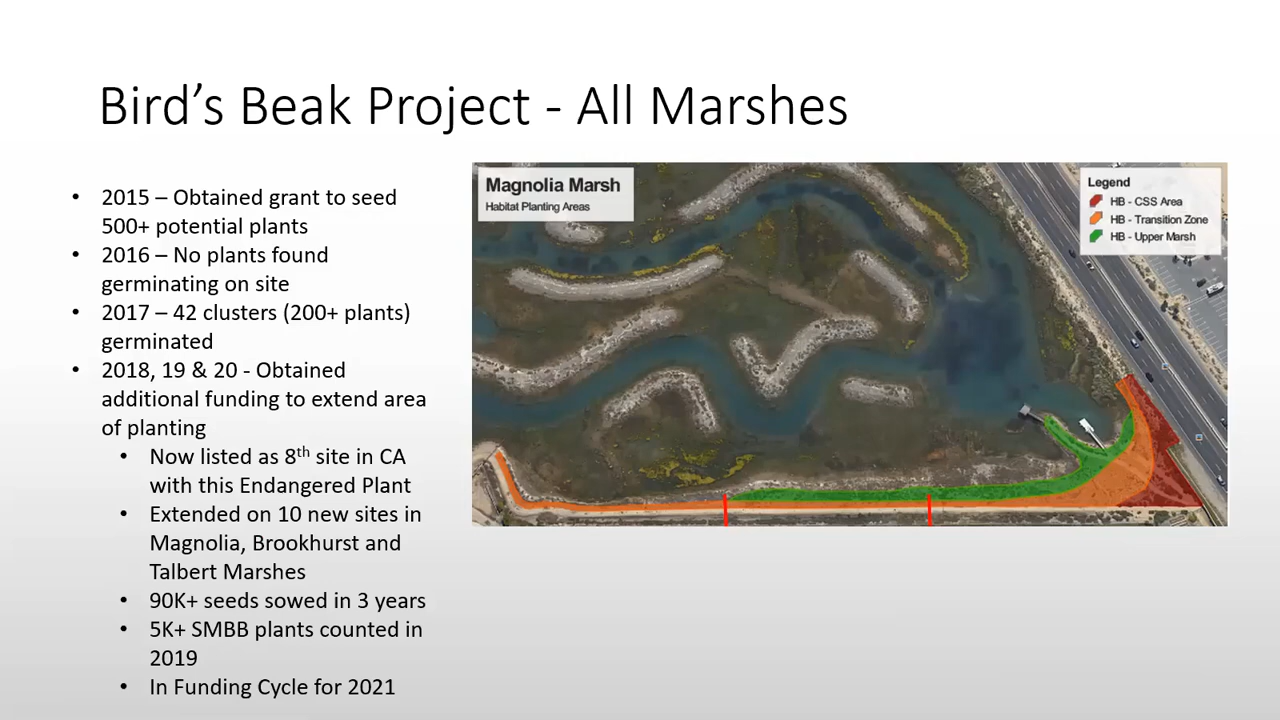 Bird’s Beak Project - All Marshes
• 2015 – Obtained grant to seed
500+ potential plants
• 2016 – No plants found
germinating on site
• 2017 – 42 clusters (200+ plants)
germinated
• 2018, 19 & 20 - Obtained
additional funding to extend area
of planting
• Now listed as 8th site in CA
with this Endangered Plant
• Extended on 10 new sites in
Magnolia, Brookhurst and
Talbert Marshes
• 90K+ seeds sowed in 3 years
• 5K+ SMBB plants counted in
2019
• In Funding Cycle for 2021
Magnolia Marsh
Habitat Planting Areas
Legend
HB - CSS Area
HB - Transition Zone
HB - Upper Marsh